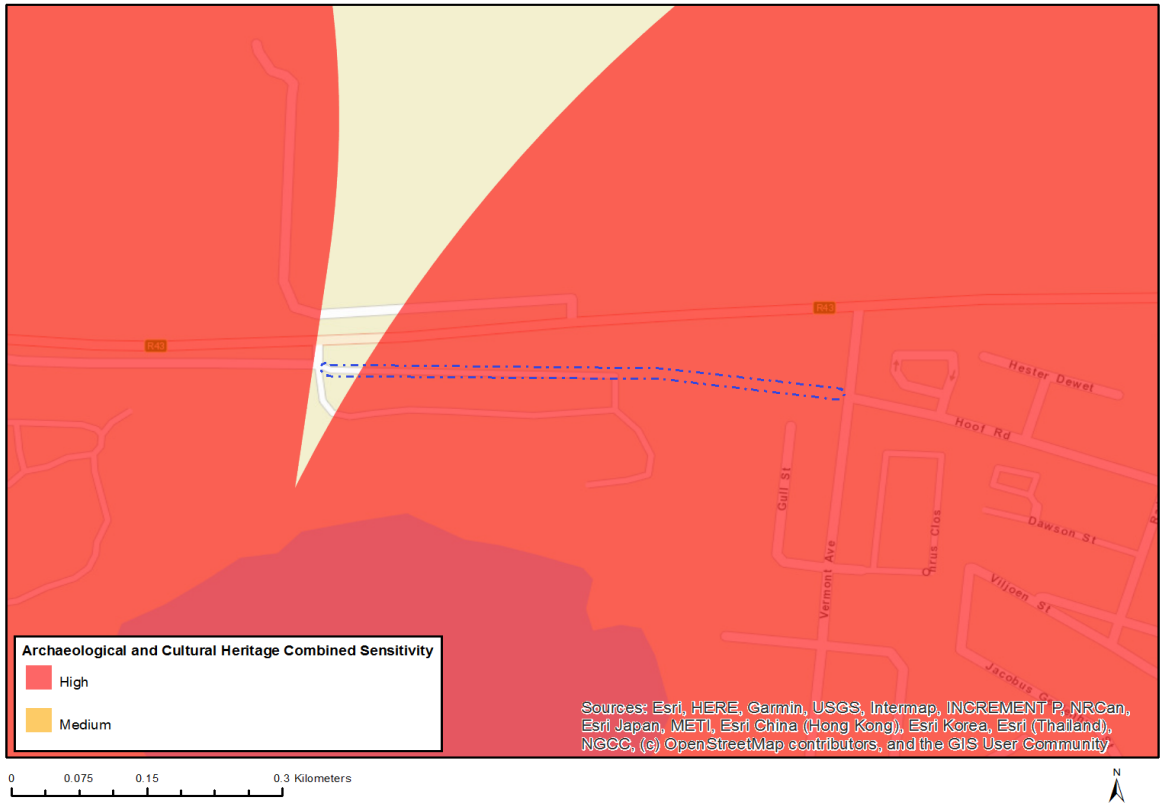 R43
R43
Hester Dewet
Hoof Rd
Gull St
Chrus Clos
Dawson St
Vermont Ave
Viljoen St
Archaeological and Cultural Heritage Combined Sensitivity
High
Medium
Sources: Esri, HERE, Garmin, USGS, Intermap, INCREMENT P, NRCan,
Esri Japan, METI, Esri China (Hong Kong), Esri Korea, Esri (Thailand),
NGCC, (c) OpenStreetMap contributors, and the GIS User Community
Jacobus
0 0.075 0.15 0.3 Kilometers
N